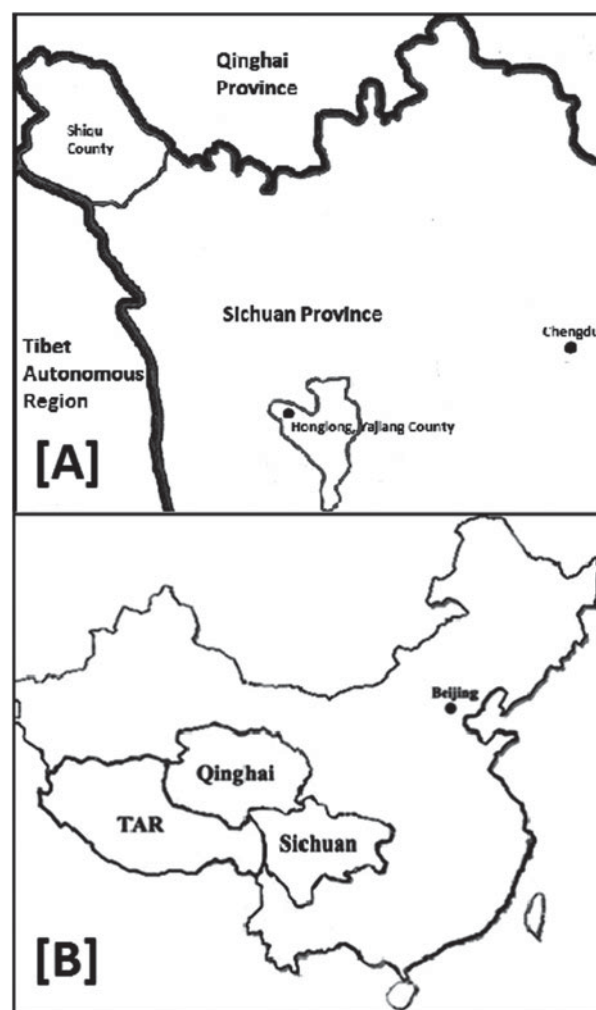 Qinghai
Province
Shiqu
County
Sichuan Province
Chengdu
Tibet
Autonomous
Region
Honglong, Yajiang County
[A]
Beijing
Qinghai
TAR
Sichuan
[B]